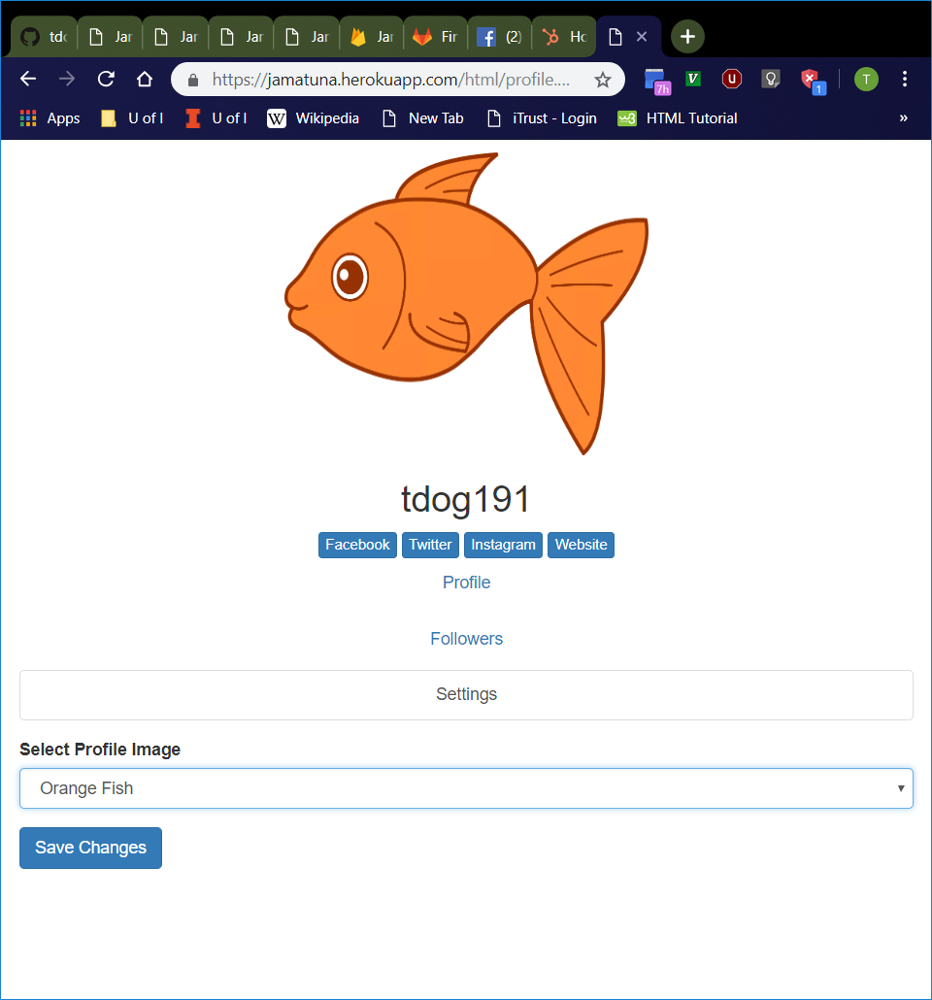 tdo Jar Jar Jar Jar Jar Fir (2) Ho
https://jamatuna.herokuapp.com/html/profile.... 7h V U 1 T
Apps U of I U of I W Wikipedia New Tab iTrust - Login w3 HTML Tutorial »
tdog191
Facebook Twitter Instagram Website
Profile
Followers
Settings
Select Profile Image
Orange Fish
Save Changes